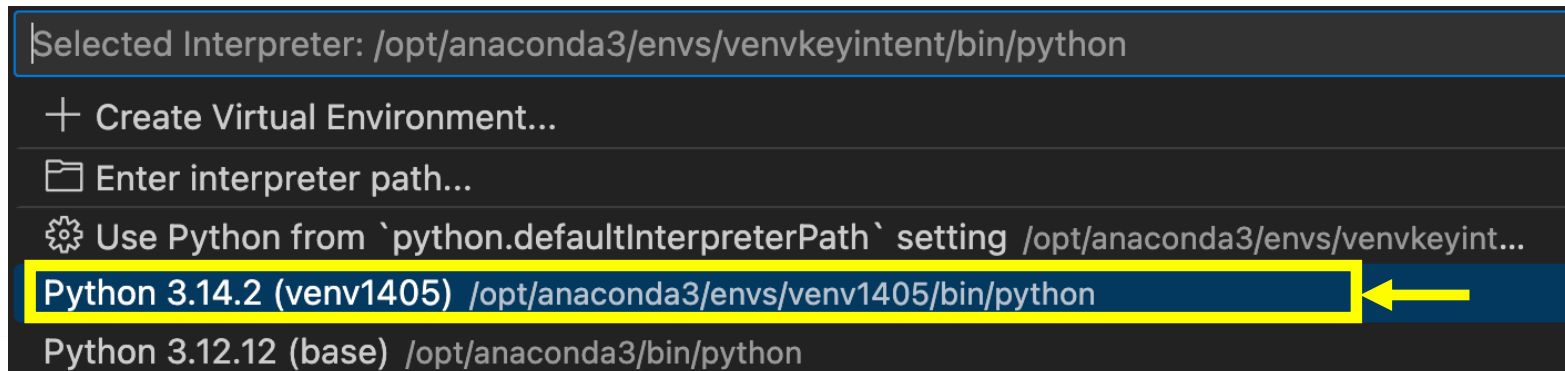 Selected Interpreter: /opt/anaconda3/envs/venvkeyintent/bin/python
Create Virtual Environment...
Enter interpreter path...
Use Python from `python.defaultInterpreterPath` setting /opt/anaconda3/envs/venvkeyint...
Python 3.14.2 (venv1405) /opt/anaconda3/envs/venv1405/bin/python
Python 3.12.12 (base) /opt/anaconda3/bin/python